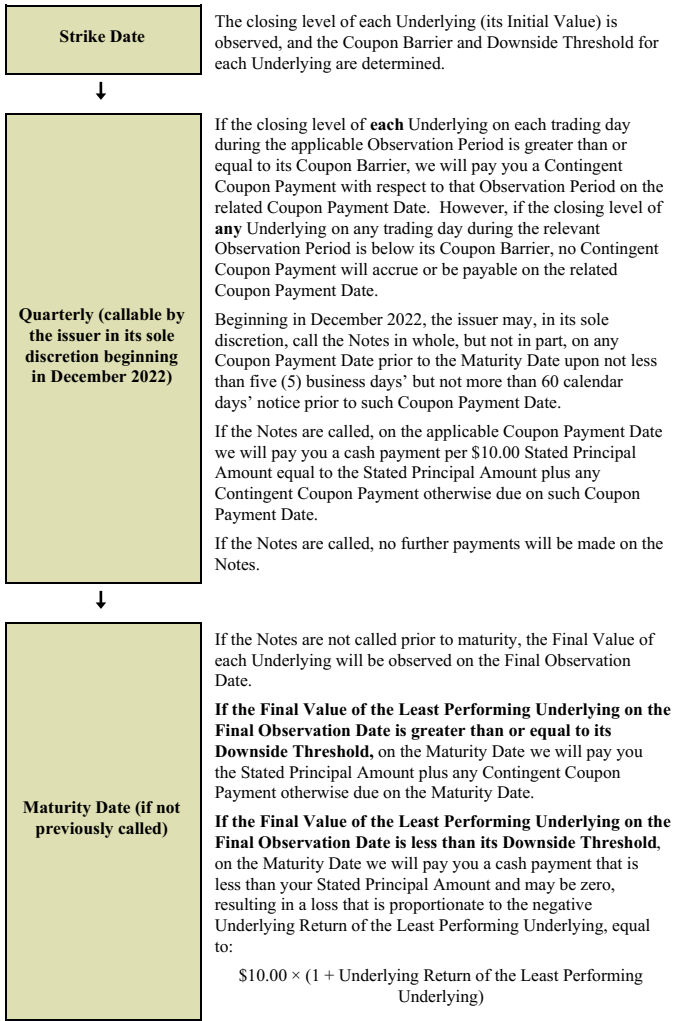 Strike Date
The closing level of each Underlying (its Initial Value) is
observed, and the Coupon Barrier and Downside Threshold for
each Underlying are determined.
Quarterly (callable by
the issuer in its sole
discretion beginning
in December 2022)
If the closing level of each Underlying on each trading day
during the applicable Observation Period is greater than or
equal to its Coupon Barrier, we will pay you a Contingent
Coupon Payment with respect to that Observation Period on the
related Coupon Payment Date.  However, if the closing level of
any Underlying on any trading day during the relevant
Observation Period is below its Coupon Barrier, no Contingent
Coupon Payment will accrue or be payable on the related
Coupon Payment Date.
Beginning in December 2022, the issuer may, in its sole
discretion, call the Notes in whole, but not in part, on any
Coupon Payment Date prior to the Maturity Date upon not less
than five (5) business days’ but not more than 60 calendar
days’ notice prior to such Coupon Payment Date.
If the Notes are called, on the applicable Coupon Payment Date
we will pay you a cash payment per $10.00 Stated Principal
Amount equal to the Stated Principal Amount plus any
Contingent Coupon Payment otherwise due on such Coupon
Payment Date.
If the Notes are called, no further payments will be made on the
Notes.
Maturity Date (if not
previously called)
If the Notes are not called prior to maturity, the Final Value of
each Underlying will be observed on the Final Observation
Date.
If the Final Value of the Least Performing Underlying on the
Final Observation Date is greater than or equal to its
Downside Threshold, on the Maturity Date we will pay you
the Stated Principal Amount plus any Contingent Coupon
Payment otherwise due on the Maturity Date.
If the Final Value of the Least Performing Underlying on the
Final Observation Date is less than its Downside Threshold,
on the Maturity Date we will pay you a cash payment that is
less than your Stated Principal Amount and may be zero,
resulting in a loss that is proportionate to the negative
Underlying Return of the Least Performing Underlying, equal
to:
$10.00 × (1 + Underlying Return of the Least Performing
Underlying)